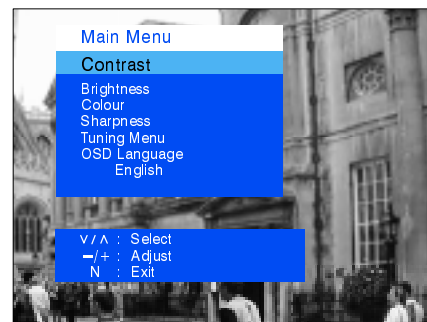 Main Menu
Contrast
Brightness
Colour
Sharpness
Tuning Menu
OSD Language
English
∨/∧ : Select
−/+ : Adjust
N : Exit